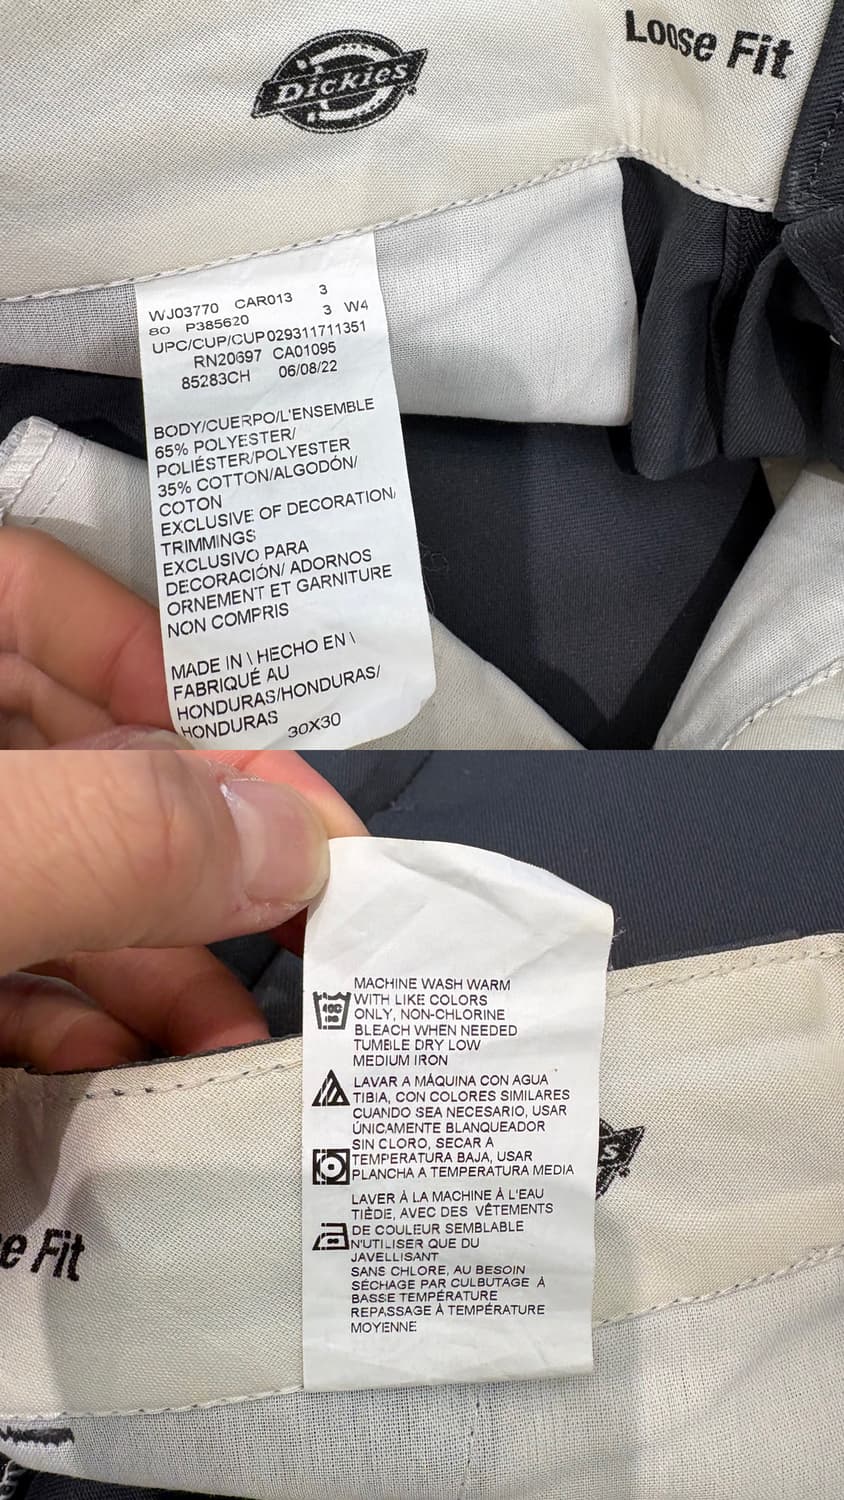 Dickies
Loose Fit
WJ03770 CAR013 3
80 P385620 3 W4
UPC/CUP/CUP 029311711351
RN20697 CA01095
85283CH 06/08/22
BODY/CUERPO/L'ENSEMBLE
65% POLYESTER/
POLIÉSTER/POLYESTER
35% COTTON/ALGODÓN/
COTON
EXCLUSIVE OF DECORATION/
TRIMMINGS
EXCLUSIVO PARA
DECORACIÓN/ ADORNOS
ORNEMENT ET GARNITURE
NON COMPRIS
MADE IN \ HECHO EN \
FABRIQUÉ AU
HONDURAS/HONDURAS/
HONDURAS 30X30
MACHINE WASH WARM
WITH LIKE COLORS
ONLY, NON-CHLORINE
BLEACH WHEN NEEDED
TUMBLE DRY LOW
MEDIUM IRON
LAVAR A MÁQUINA CON AGUA
TIBIA, CON COLORES SIMILARES
CUANDO SEA NECESARIO, USAR
ÚNICAMENTE BLANQUEADOR
SIN CLORO, SECAR A
TEMPERATURA BAJA, USAR
PLANCHA A TEMPERATURA MEDIA
LAVER À LA MACHINE À L'EAU
TIÈDE, AVEC DES VÊTEMENTS
DE COULEUR SEMBLABLE
N'UTILISER QUE DU
JAVELLISANT
SANS CHLORE, AU BESOIN
SÉCHAGE PAR CULBUTAGE À
BASSE TEMPÉRATURE
REPASSAGE À TEMPÉRATURE
MOYENNE
s
e Fit